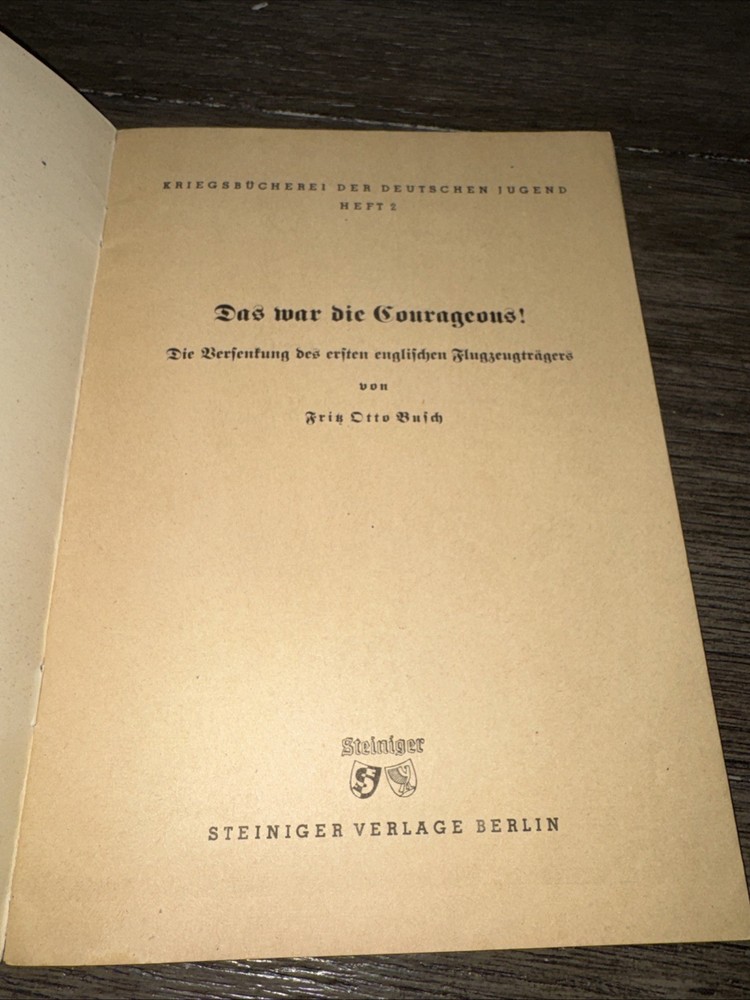 KRIEGSBÜCHEREI DER DEUTSCHEN JUGEND
HEFT 2
Das war die Courageous!
Die Versenkung des ersten englischen Flugzeugträgers
von
Fritz Otto Busch
Steiniger
S
STEINIGER VERLAGE BERLIN